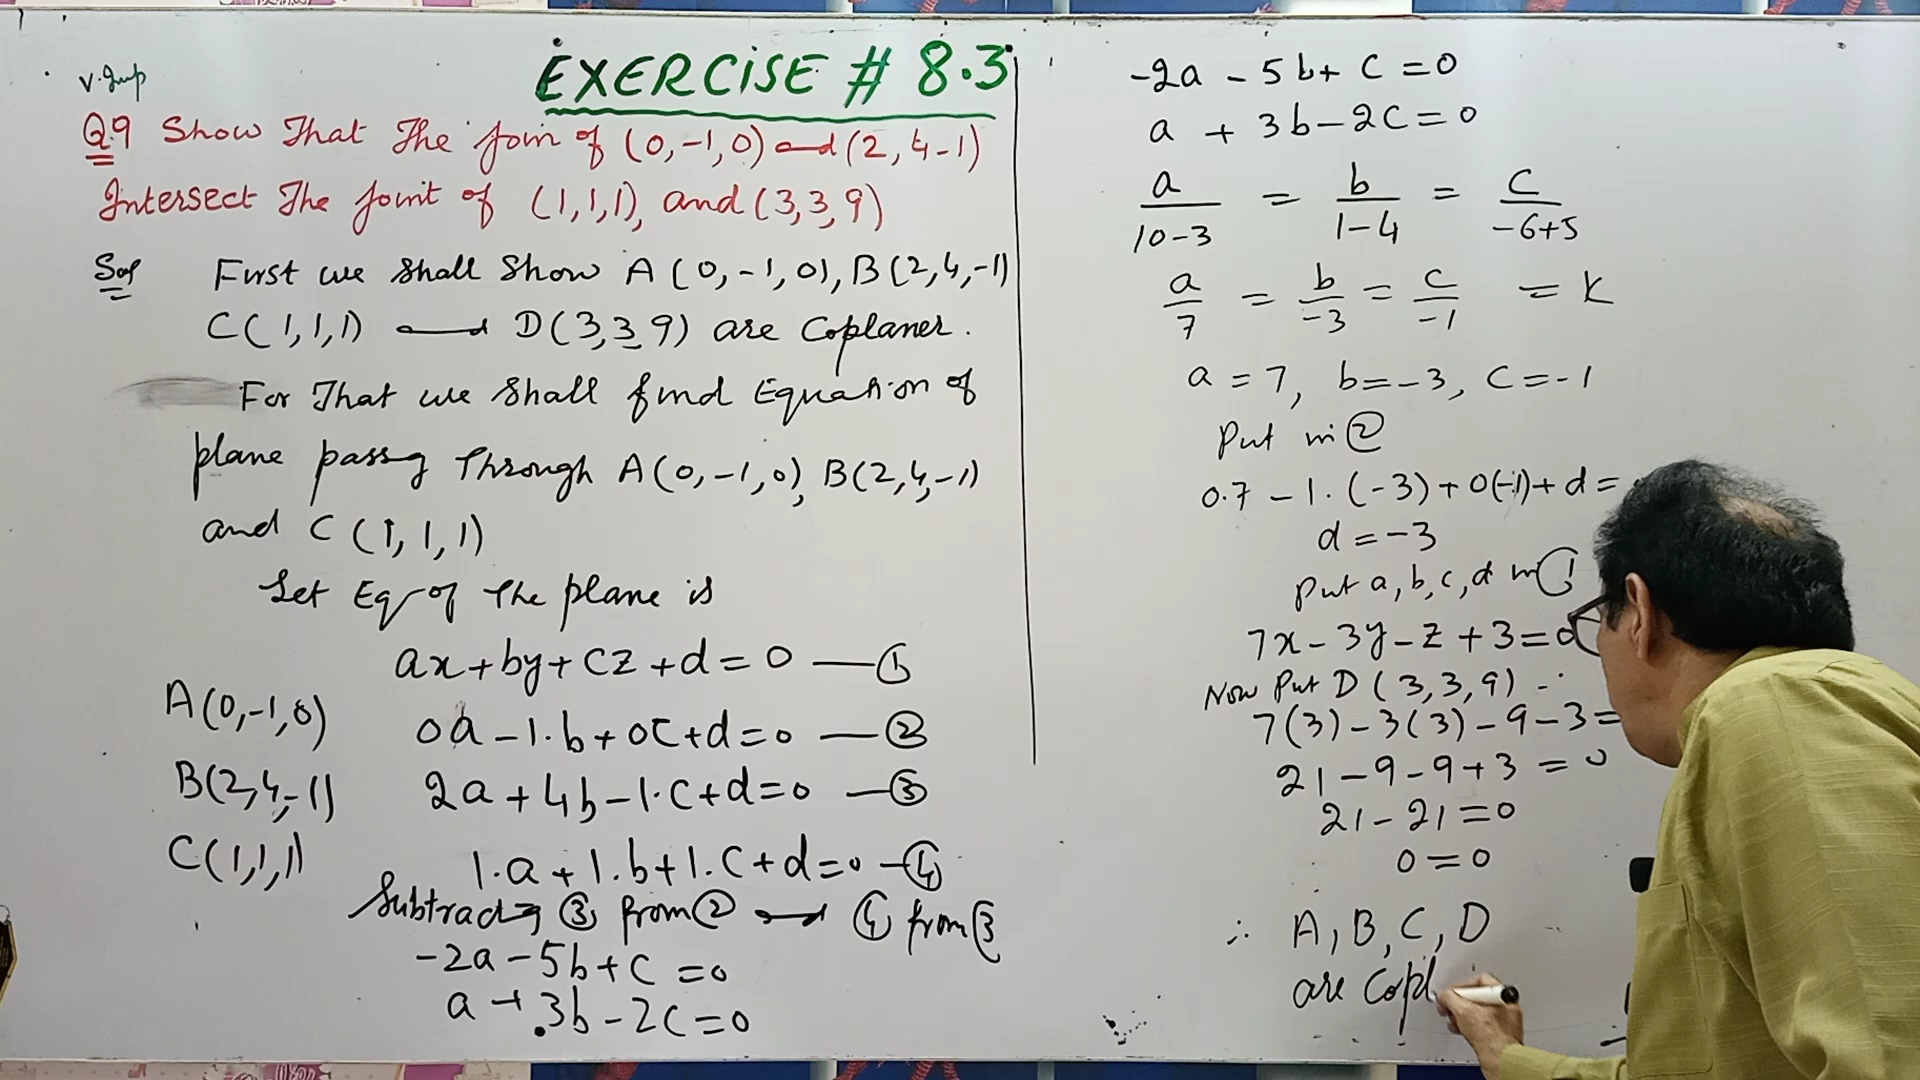 EXERCISE # 8.3
V.Imp
Q9 Show That The join of (0,-1,0) and (2,4-1)
Intersect The joint of (1,1,1), and (3,3,9)
Sol First we shall show A(0,-1,0), B(2,4,-1)
C(1,1,1) and D(3,3,9) are Coplaner.
For That we shall find Equation of
plane passg Through A(0,-1,0), B(2,4,-1)
and C(1,1,1)
Let Eq of The plane is
ax+by+cz+d=0 —①
A(0,-1,0) 0a-1.b+0c+d=0 —②
B(2,4,-1) 2a+4b-1.c+d=0 —③
C(1,1,1) 1.a+1.b+1.c+d=0 -④
Subtractg ③ from② and ④ from③
-2a-5b+c=0
a+3b-2c=0
-2a-5b+c=0
a+3b-2c=0
a/10-3 = b/1-4 = c/-6+5
a/7 = b/-3 = c/-1 = K
a=7, b=-3, c=-1
Put in ②
0.7-1.(-3)+0(-1)+d=
d=-3
put a,b,c,d in ①
7x-3y-z+3=0
Now Put D(3,3,9)
7(3)-3(3)-9-3=
21-9-9+3=0
21-21=0
0=0
∴ A,B,C,D
are Copl